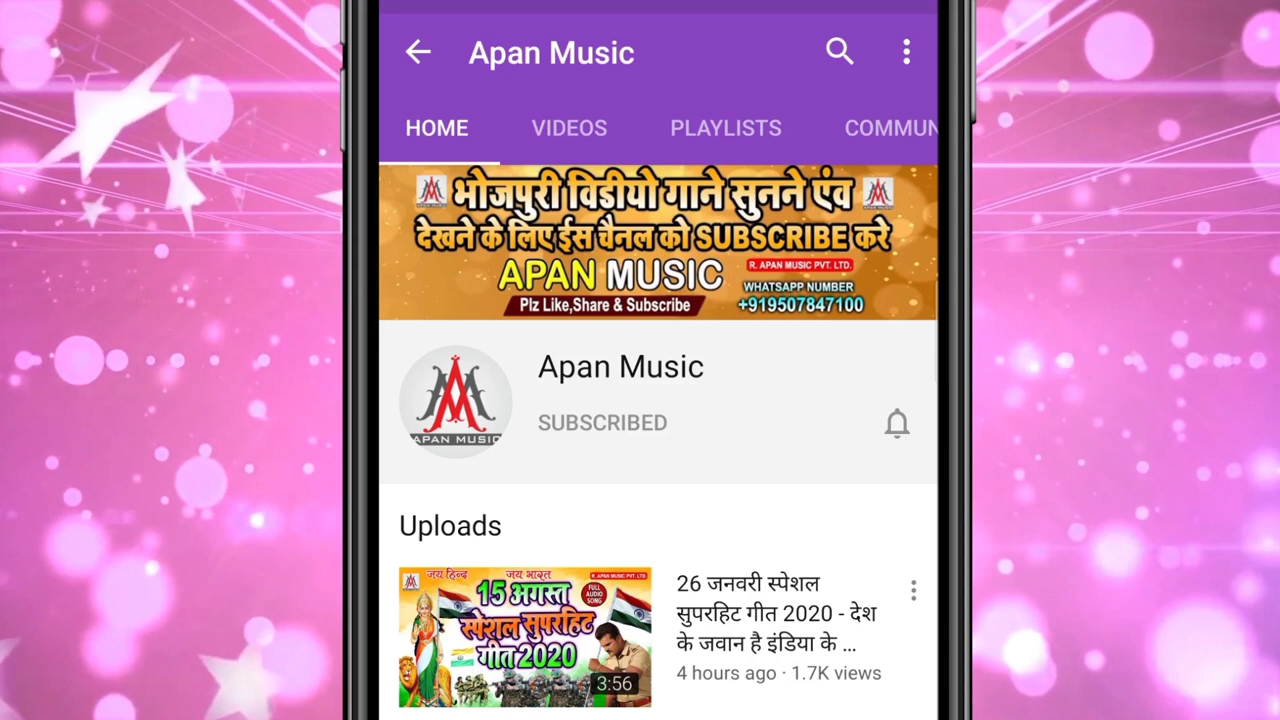 Apan Music
HOME VIDEOS PLAYLISTS COMMUN
भोजपुरी विडीयो गाने सुनने एंव
देखने के लिए ईस चैनल को SUBSCRIBE करे
APAN MUSIC
R. APAN MUSIC PVT. LTD.
WHATSAPP NUMBER
+919507847100
Plz Like,Share & Subscribe
Apan Music
SUBSCRIBED
APAN MUSIC
Uploads
जय हिन्द जय भारत
R. APAN MUSIC PVT. LTD
15 अगस्त
FULL
AUDIO
SONG
स्पेशल सुपरहिट
गीत 2020
3:56
26 जनवरी स्पेशल
सुपरहिट गीत 2020 - देश
के जवान है इंडिया के ...
4 hours ago · 1.7K views